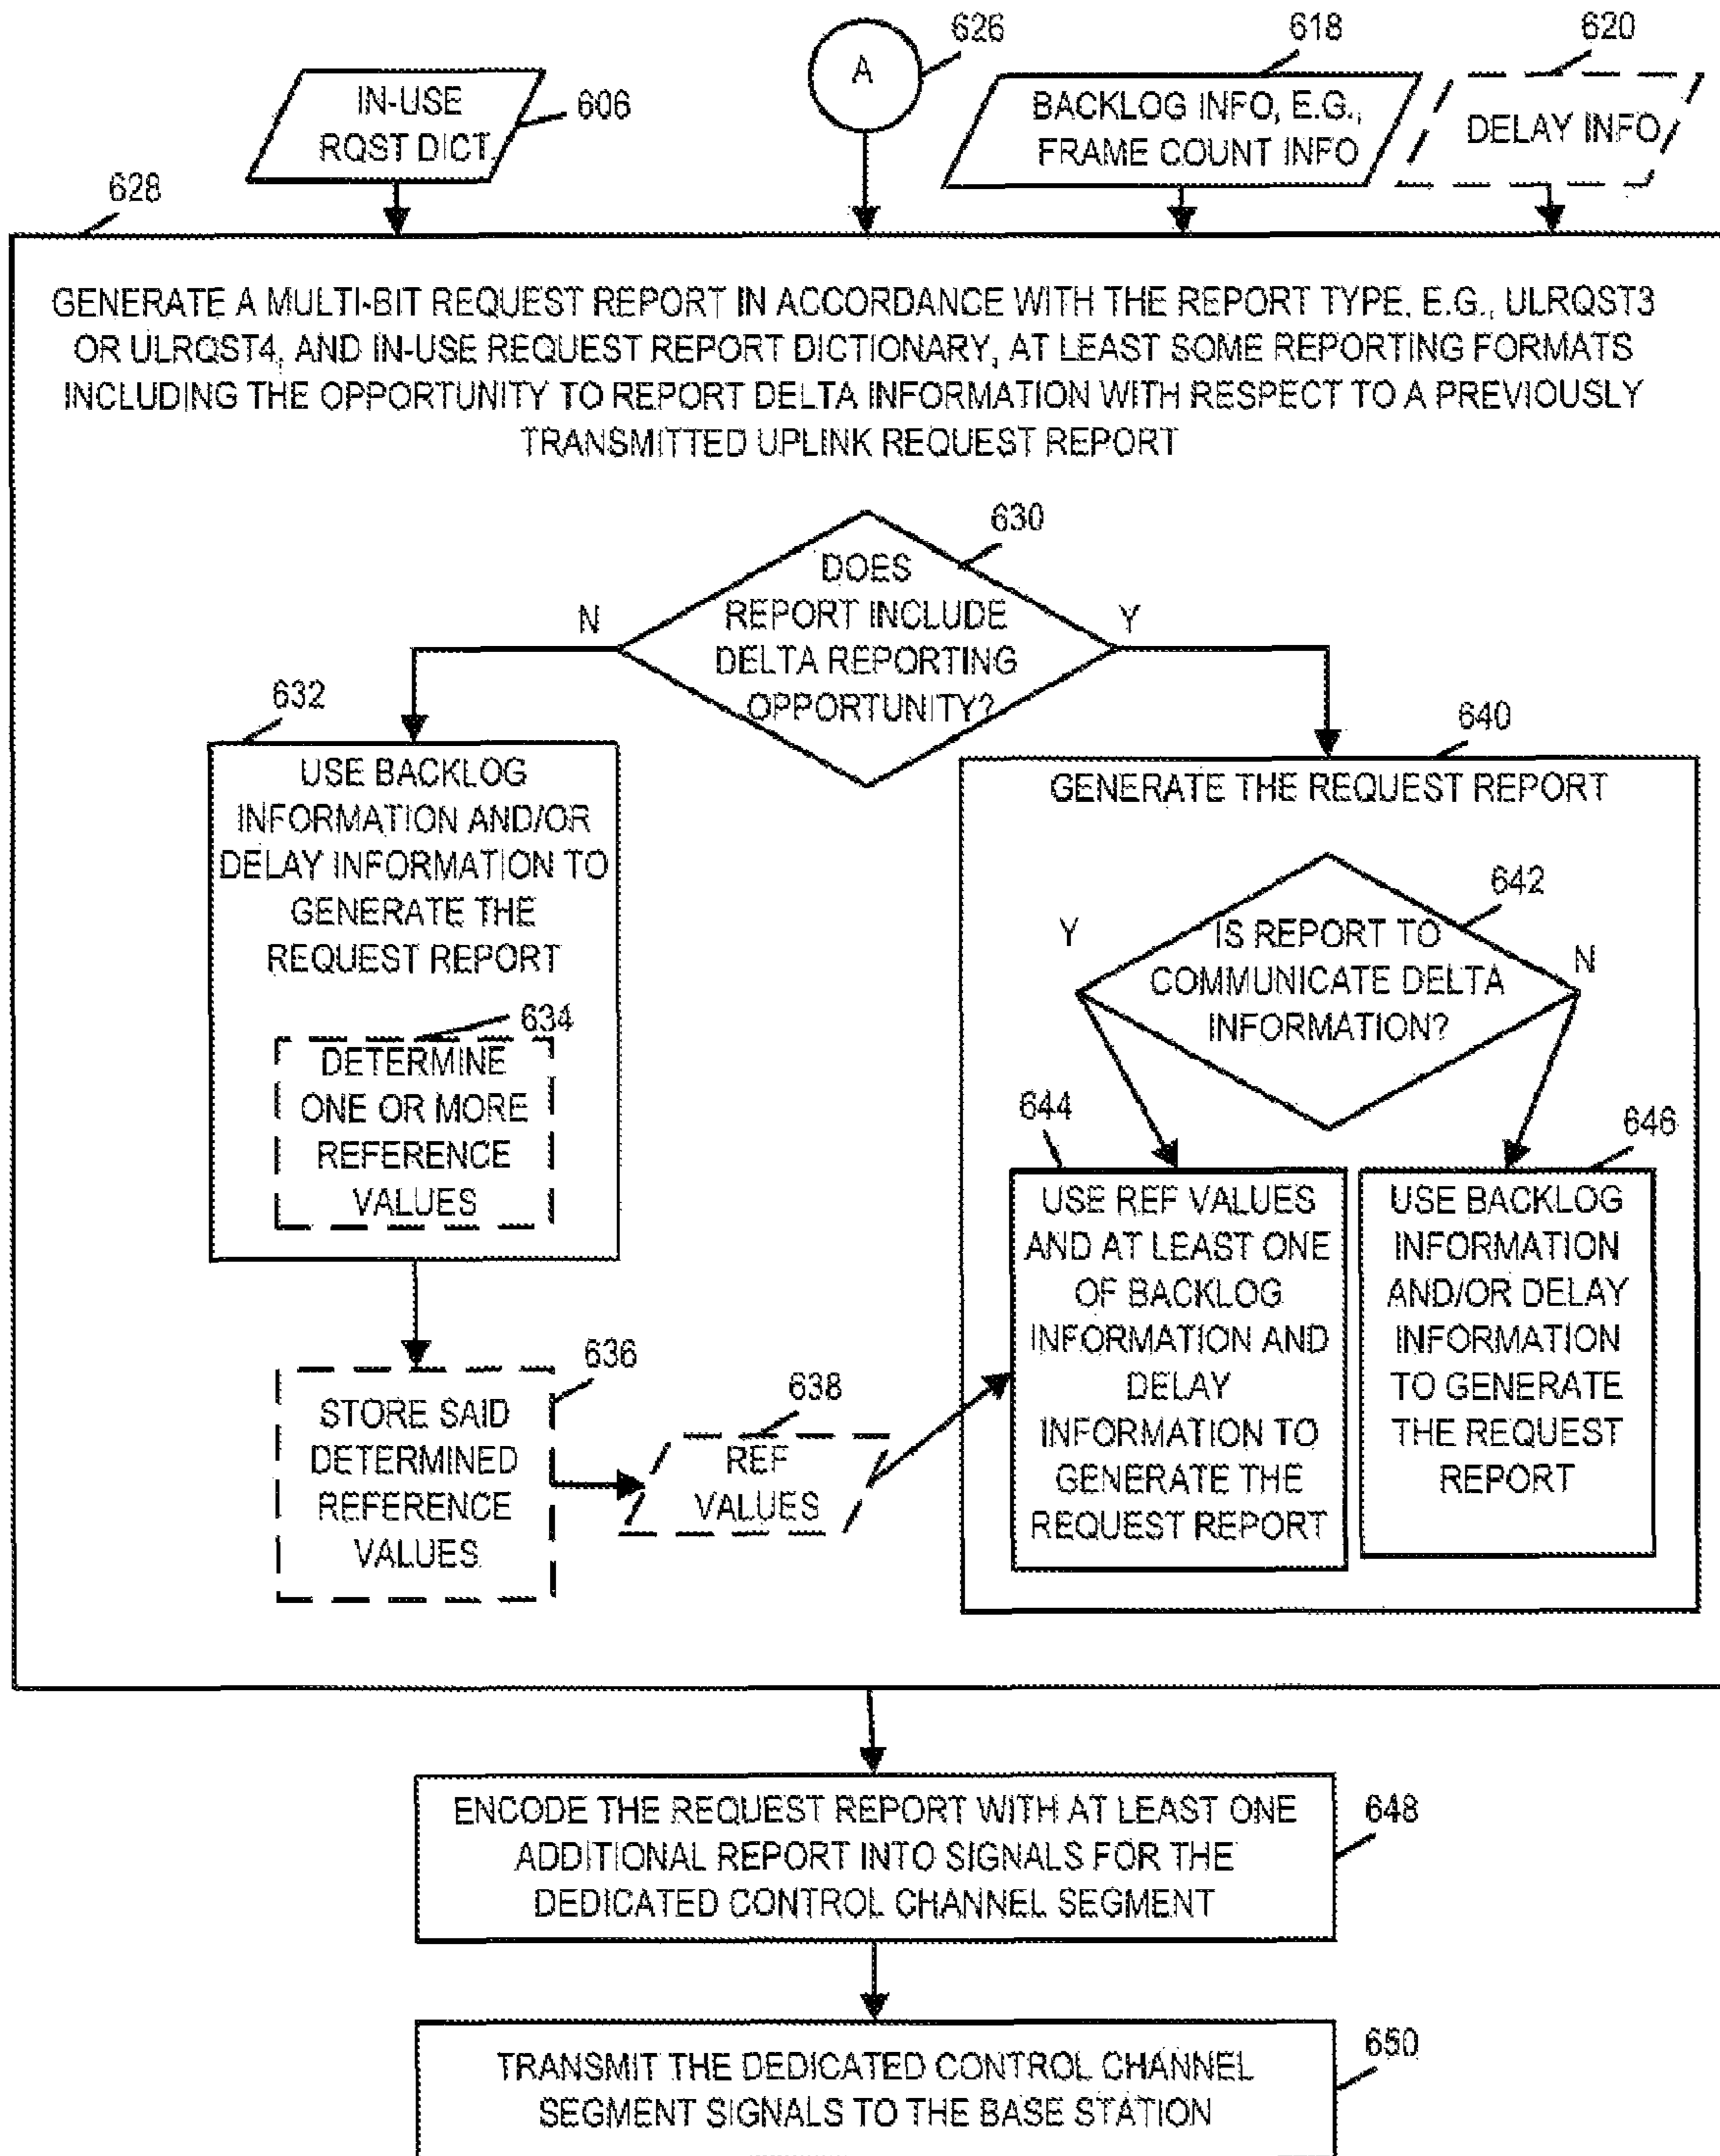 626
618
620
A
IN-USE
RQST DICT.
606
BACKLOG INFO, E.G.,
FRAME COUNT INFO
DELAY INFO
628
GENERATE A MULTI-BIT REQUEST REPORT IN ACCORDANCE WITH THE REPORT TYPE, E.G., ULRQST3
OR ULRQST4, AND IN-USE REQUEST REPORT DICTIONARY, AT LEAST SOME REPORTING FORMATS
INCLUDING THE OPPORTUNITY TO REPORT DELTA INFORMATION WITH RESPECT TO A PREVIOUSLY
TRANSMITTED UPLINK REQUEST REPORT
630
DOES
REPORT INCLUDE
DELTA REPORTING
OPPORTUNITY?
N
Y
632
USE BACKLOG
INFORMATION AND/OR
DELAY INFORMATION TO
GENERATE THE
REQUEST REPORT
634
DETERMINE
ONE OR MORE
REFERENCE
VALUES
636
STORE SAID
DETERMINED
REFERENCE
VALUES
638
REF
VALUES
640
GENERATE THE REQUEST REPORT
642
Y
IS REPORT TO
COMMUNICATE DELTA
INFORMATION?
N
644
USE REF VALUES
AND AT LEAST ONE
OF BACKLOG
INFORMATION AND
DELAY
INFORMATION TO
GENERATE THE
REQUEST REPORT
646
USE BACKLOG
INFORMATION
AND/OR DELAY
INFORMATION
TO GENERATE
THE REQUEST
REPORT
ENCODE THE REQUEST REPORT WITH AT LEAST ONE
ADDITIONAL REPORT INTO SIGNALS FOR THE
DEDICATED CONTROL CHANNEL SEGMENT
648
TRANSMIT THE DEDICATED CONTROL CHANNEL
SEGMENT SIGNALS TO THE BASE STATION
650